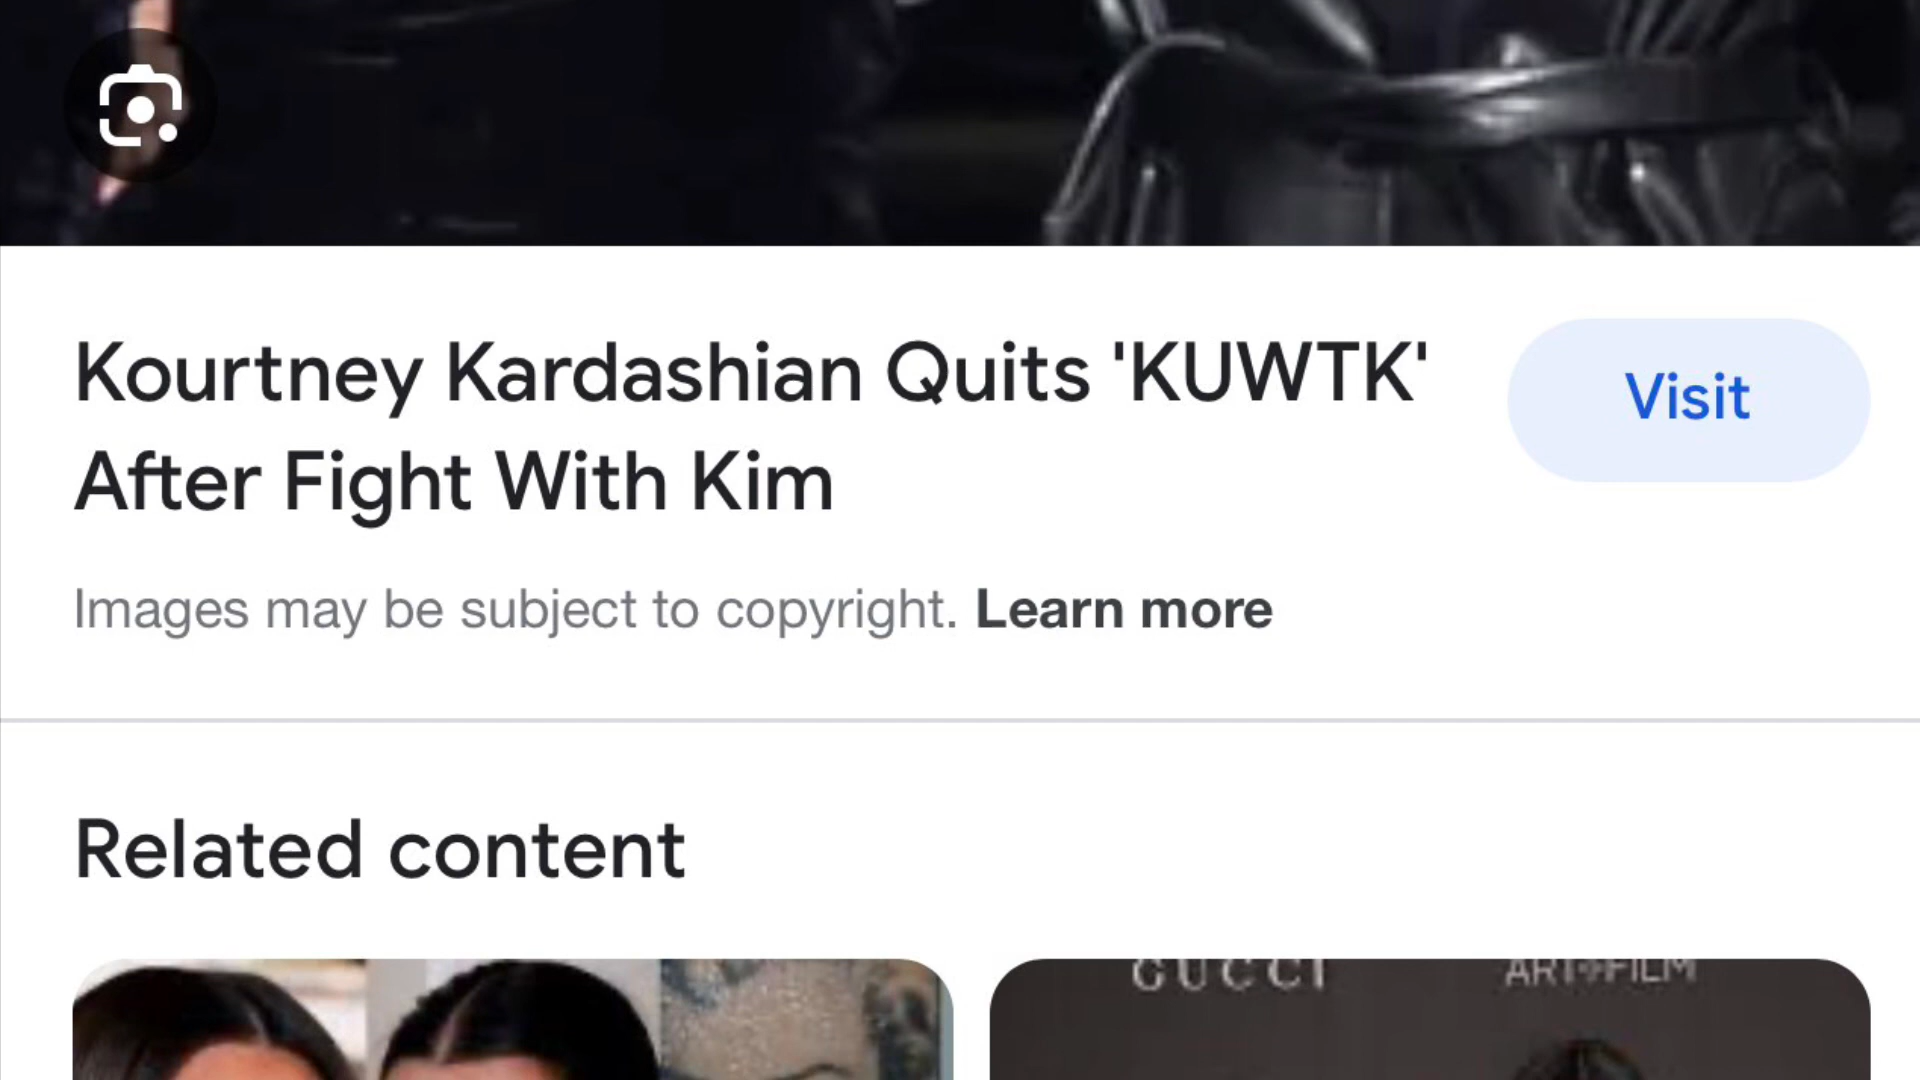 Kourtney Kardashian Quits 'KUWTK'
After Fight With Kim
Visit
Images may be subject to copyright. Learn more
Related content
GUCCI
ART+FILM